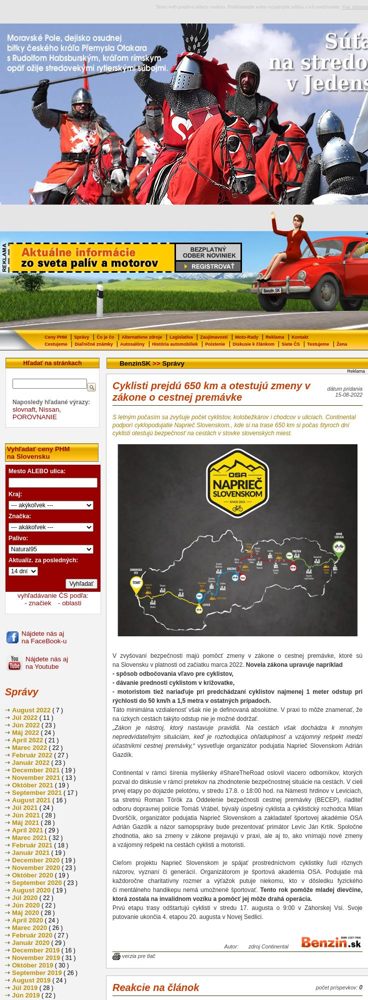 Tento web používa súbory cookies. Prehliadaním webu vyjadrujete súhlas s ich používaním. Viac informá
Moravské Pole, dejisko osudnej
bitky českého kráľa Přemysla Otakara
s Rudolfom Habsburským, kráľom rímskym
opäť ožije stredovekými rytierskými súbojmi.
Súťa
na stredov
v Jedens
REKLAMA
Aktuálne informácie
zo sveta palív a motorov
BEZPLATNÝ
ODBER NOVINIEK
REGISTROVAŤ
Benzin.SK
Ceny PHM | Správy | Čo je čo | Alternatívne zdroje | Legislatíva | Zaujímavosti | Moto-Rady | Reklama | Kontakt
Cestujeme | Diaľničné známky | Autosalóny | História automobiliek | Poistenie | Diskusie k článkom | Siete ČS | Testujeme | Žena
Hľadať na stránkach
Naposledy hľadané výrazy:
slovnaft, Nissan,
POROVNANIE
Vyhľadať ceny PHM
na Slovensku
Mesto ALEBO ulica:
Kraj:
--- akýkoľvek ---
Značka:
--- akákoľvek ---
Palivo:
Natural95
Aktualiz. za posledných:
14 dní
Vyhľadať
vyhľadávanie ČS podľa:
- značiek - oblasti
Nájdete nás aj
na FaceBook-u
You
Tube
Nájdete nás aj
na Youtube
Správy
August 2022 ( 7 )
Júl 2022 ( 11 )
Jún 2022 ( 23 )
Máj 2022 ( 24 )
Apríl 2022 ( 21 )
Marec 2022 ( 22 )
Február 2022 ( 27 )
Január 2022 ( 23 )
December 2021 ( 19 )
November 2021 ( 13 )
Október 2021 ( 19 )
September 2021 ( 17 )
August 2021 ( 16 )
Júl 2021 ( 24 )
Jún 2021 ( 28 )
Máj 2021 ( 28 )
Apríl 2021 ( 29 )
Marec 2021 ( 32 )
Február 2021 ( 18 )
Január 2021 ( 19 )
December 2020 ( 19 )
November 2020 ( 23 )
Október 2020 ( 19 )
September 2020 ( 23 )
August 2020 ( 19 )
Júl 2020 ( 22 )
Jún 2020 ( 22 )
Máj 2020 ( 28 )
Apríl 2020 ( 24 )
Marec 2020 ( 26 )
Február 2020 ( 27 )
Január 2020 ( 29 )
December 2019 ( 16 )
November 2019 ( 31 )
Október 2019 ( 30 )
September 2019 ( 26 )
August 2019 ( 24 )
Júl 2019 ( 28 )
Jún 2019 ( 22 )
BenzinSK >> Správy
Reklama
Cyklisti prejdú 650 km a otestujú zmeny v
zákone o cestnej premávke
dátum pridania
15-08-2022
S letným počasím sa zvyšuje počet cyklistov, kolobežkárov i chodcov v uliciach. Continental
podporí cyklopodujatie Naprieč Slovenskom., kde si na trase 650 km si počas štyroch dní
cyklisti otestujú bezpečnosť na cestách v stovke slovenských miest.
OSA
NAPRIEČ
SLOVENSKOM
SINCE 2021
ZÁHORSKÁ
VES
ŠTART
LEVICE
ŠTART
BREZNO
PREŠOV
NOVÁ
SEDLICA
V zvyšovaní bezpečnosti majú pomôcť zmeny v zákone o cestnej premávke, ktoré sú
na Slovensku v platnosti od začiatku marca 2022. Novela zákona upravuje napríklad
- spôsob odbočovania vľavo pre cyklistov,
- dávanie prednosti cyklistom v križovatke,
- motoristom tiež nariaďuje pri predchádzaní cyklistov najmenej 1 meter odstup pri
rýchlosti do 50 km/h a 1,5 metra v ostatných prípadoch.
Táto minimálna vzdialenosť však nie je definovaná absolútne. V praxi to môže znamenať, že
na úzkych cestách takýto odstup nie je možné dodržať.
„Zákon je nástroj, ktorý nastavuje pravidlá. Na cestách však dochádza k mnohým
nepredvídateľným situáciám, keď je rozhodujúca ohľaduplnosť a vzájomný rešpekt medzi
účastníkmi cestnej premávky,“ vysvetľuje organizátor podujatia Naprieč Slovenskom Adrián
Gazdík.
Continental v rámci šírenia myšlienky #ShareTheRoad oslovil viacero odborníkov, ktorých
pozval do diskusie v rámci pretekov na zhodnotenie bezpečnostnej situácie na cestách. V cieli
prvej etapy po dojazde pelotónu, v stredu 17.8. o 18:00 hod. na Námestí hrdinov v Leviciach,
sa stretnú Roman Török za Oddelenie bezpečnosti cestnej premávky (BECEP), riaditeľ
odboru dopravnej polície Tomáš Vrábel, bývalý úspešný cyklista a cyklistický rozhodca Milan
Dvorščík, organizátor podujatia Naprieč Slovenskom a zakladateľ športovej akadémie OSA
Adrián Gazdík a názor samosprávy bude prezentovať primátor Levíc Ján Krtík. Spoločne
zhodnotia, ako sa zmeny v zákone prejavujú v praxi, ale aj to, ako vnímajú nové zmeny
a vzájomný rešpekt na cestách cyklisti a motoristi.
Cieľom projektu Naprieč Slovenskom je spájať prostredníctvom cyklistiky ľudí rôznych
názorov, vyznaní či generácií. Organizátorom je športová akadémia OSA. Podujatie má
každoročne charitatívny rozmer a výťažok putuje niekomu, kto v dôsledku fyzického
či mentálneho handikepu nemá umožnené športovať. Tento rok pomôže mladej dievčine,
ktorá zostala na invalidnom vozíku a pomôcť jej môže drahá operácia.
Prvú etapu trasy odštartujú cyklisti v stredu 17. augusta o 9:00 v Záhorskej Vsi. Svoje
putovanie ukončia 4. etapou 20. augusta v Novej Sedlici.
Autor: zdroj Continental
ISSN 1337-7841
Benzin.sk
verzia pre tlač
Reakcie na článok
počet príspevkov: 0